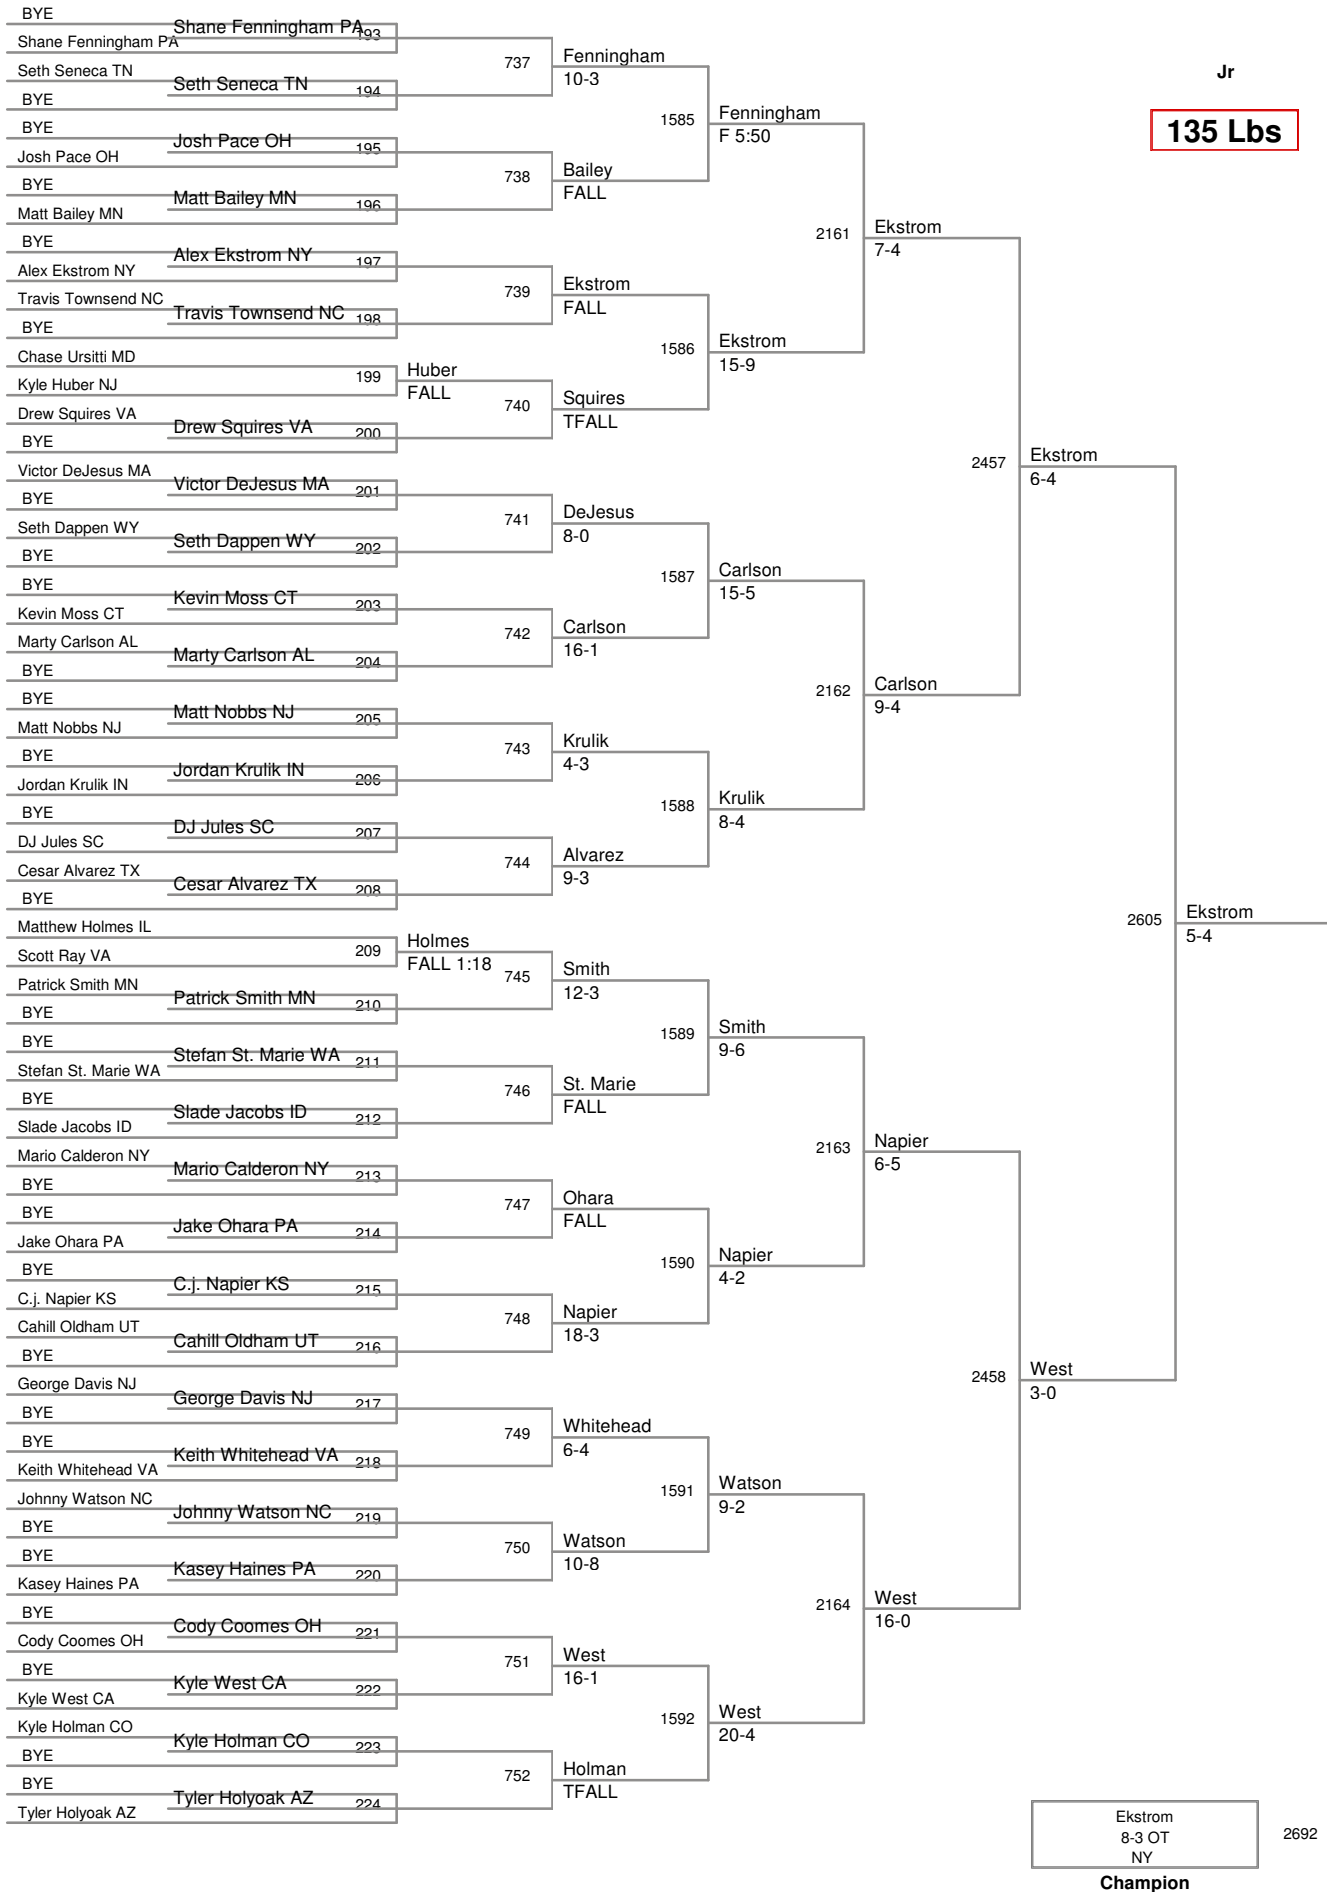 Jr
135 Lbs
BYE
Shane Fenningham PA
Seth Seneca TN
BYE
BYE
Josh Pace OH
BYE
Matt Bailey MN
BYE
Alex Ekstrom NY
Travis Townsend NC
BYE
Chase Ursitti MD
Kyle Huber NJ
Drew Squires VA
BYE
Victor DeJesus MA
BYE
Seth Dappen WY
BYE
BYE
Kevin Moss CT
Marty Carlson AL
BYE
BYE
Matt Nobbs NJ
BYE
Jordan Krulik IN
BYE
DJ Jules SC
Cesar Alvarez TX
BYE
Matthew Holmes IL
Scott Ray VA
Patrick Smith MN
BYE
BYE
Stefan St. Marie WA
BYE
Slade Jacobs ID
Mario Calderon NY
BYE
BYE
Jake Ohara PA
BYE
C.j. Napier KS
Cahill Oldham UT
BYE
George Davis NJ
BYE
BYE
Keith Whitehead VA
Johnny Watson NC
BYE
BYE
Kasey Haines PA
BYE
Cody Coomes OH
BYE
Kyle West CA
Kyle Holman CO
BYE
BYE
Tyler Holyoak AZ
Shane Fenningham PA 193
Seth Seneca TN 194
Josh Pace OH 195
Matt Bailey MN 196
Alex Ekstrom NY 197
Travis Townsend NC 198
199
Huber
FALL
Drew Squires VA 200
Victor DeJesus MA 201
Seth Dappen WY 202
Kevin Moss CT 203
Marty Carlson AL 204
Matt Nobbs NJ 205
Jordan Krulik IN 206
DJ Jules SC 207
Cesar Alvarez TX 208
209
Holmes
FALL 1:18
Patrick Smith MN 210
Stefan St. Marie WA 211
Slade Jacobs ID 212
Mario Calderon NY 213
Jake Ohara PA 214
C.j. Napier KS 215
Cahill Oldham UT 216
George Davis NJ 217
Keith Whitehead VA 218
Johnny Watson NC 219
Kasey Haines PA 220
Cody Coomes OH 221
Kyle West CA 222
Kyle Holman CO 223
Tyler Holyoak AZ 224
737
Fenningham
10-3
738
Bailey
FALL
739
Ekstrom
FALL
740
Squires
TFALL
741
DeJesus
8-0
742
Carlson
16-1
743
Krulik
4-3
744
Alvarez
9-3
745
Smith
12-3
746
St. Marie
FALL
747
Ohara
FALL
748
Napier
18-3
749
Whitehead
6-4
750
Watson
10-8
751
West
16-1
752
Holman
TFALL
1585
Fenningham
F 5:50
1586
Ekstrom
15-9
1587
Carlson
15-5
1588
Krulik
8-4
1589
Smith
9-6
1590
Napier
4-2
1591
Watson
9-2
1592
West
20-4
2161
Ekstrom
7-4
2162
Carlson
9-4
2163
Napier
6-5
2164
West
16-0
2457
Ekstrom
6-4
2458
West
3-0
2605
Ekstrom
5-4
Ekstrom
8-3 OT
NY
2692
Champion